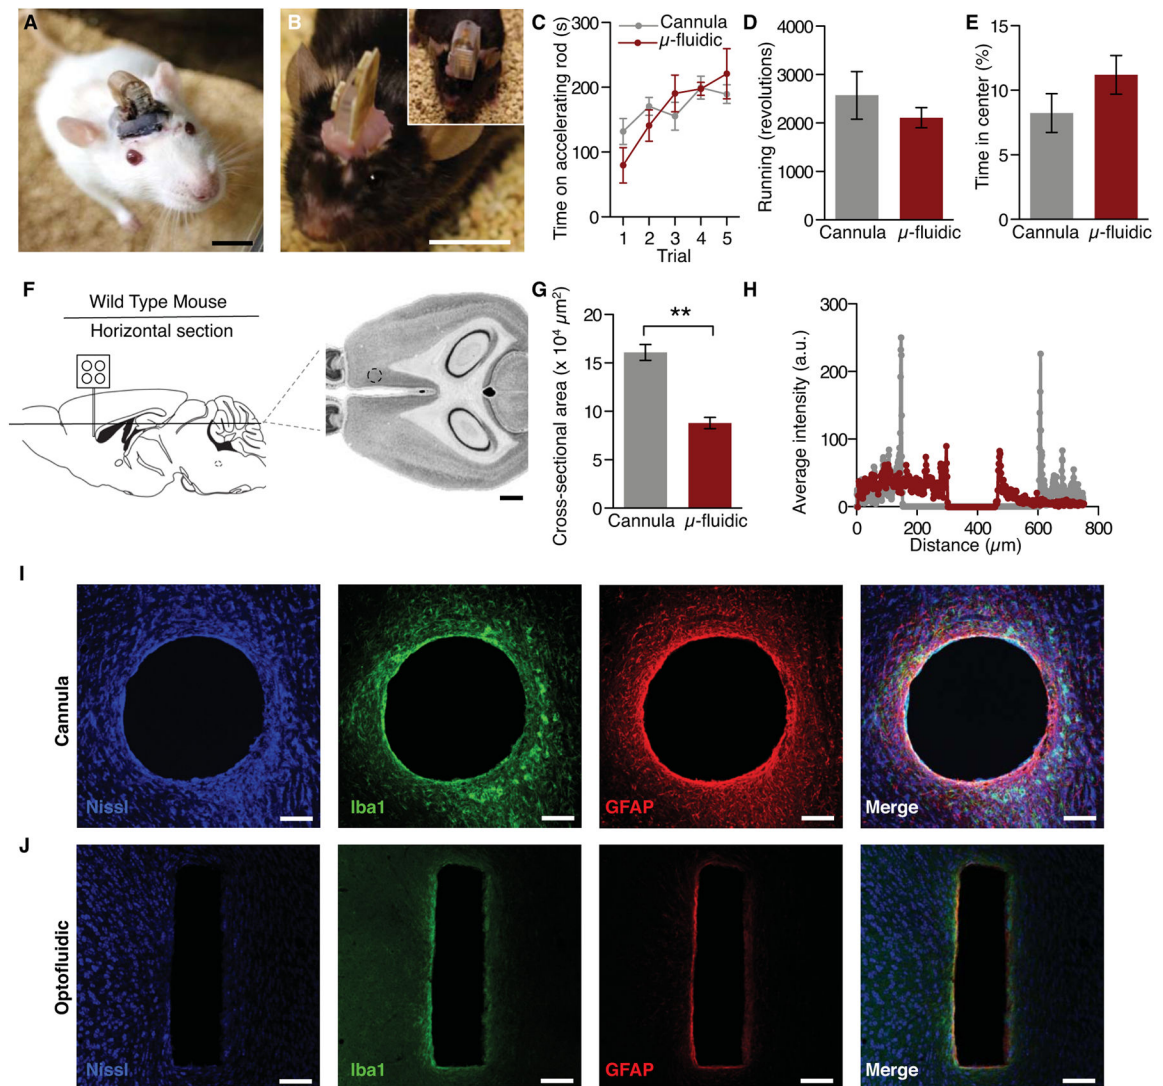 A
B
C
Time on accelerating rod (s)
300
200
100
0
Cannula
µ-fluidic
1 2 3 4 5
Trial
D
Running (revolutions)
4000
3000
2000
1000
0
Cannula µ-fluidic
E
Time in center (%)
15
10
5
0
Cannula µ-fluidic
F
Wild Type Mouse
Horizontal section
G
Cross-sectional area (x 10⁴ µm²)
20
15
10
5
0
**
Cannula µ-fluidic
H
Average intensity (a.u.)
300
200
100
0
0 200 400 600 800
Distance (µm)
I
Cannula
Nissl
Iba1
GFAP
Merge
J
Optofluidic
Nissl
Iba1
GFAP
Merge